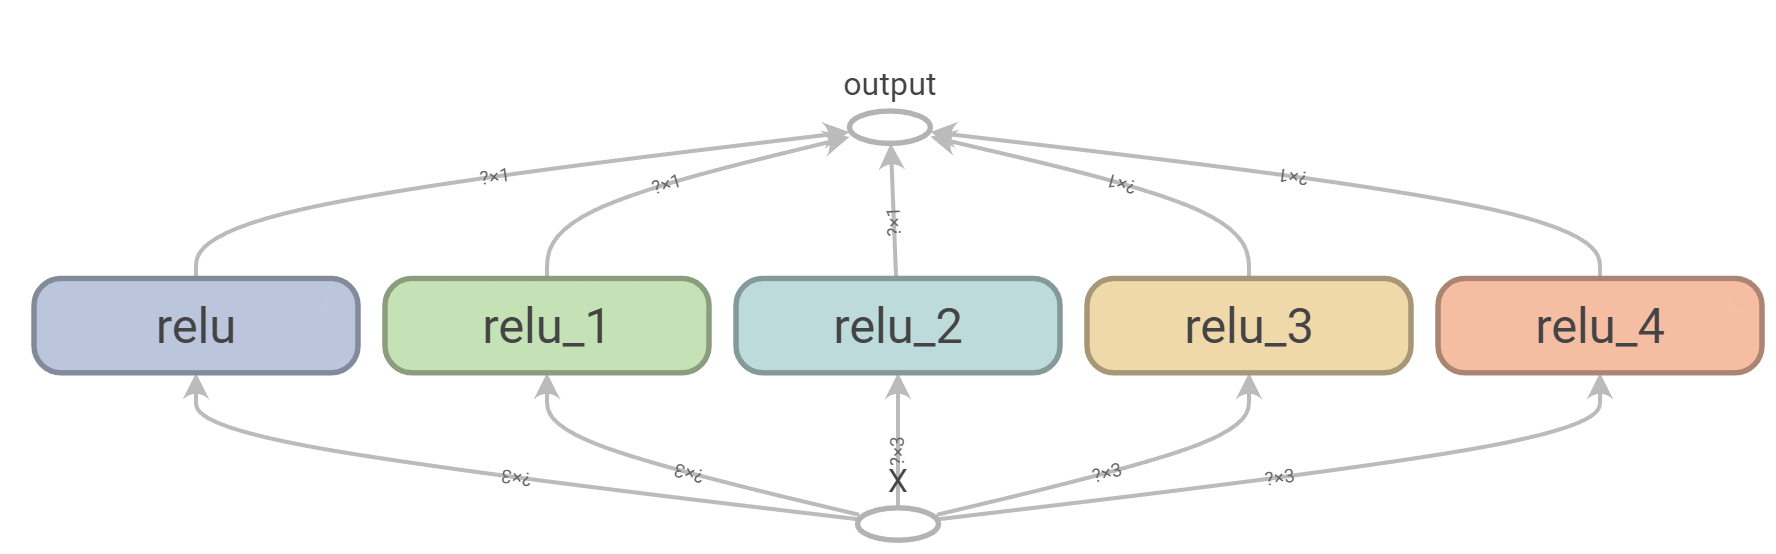 output
?×1
?×1
?×1
?×1
?×1
relu
relu_1
relu_2
relu_3
relu_4
?×3
?×3
?×3
?×3
?×3
X